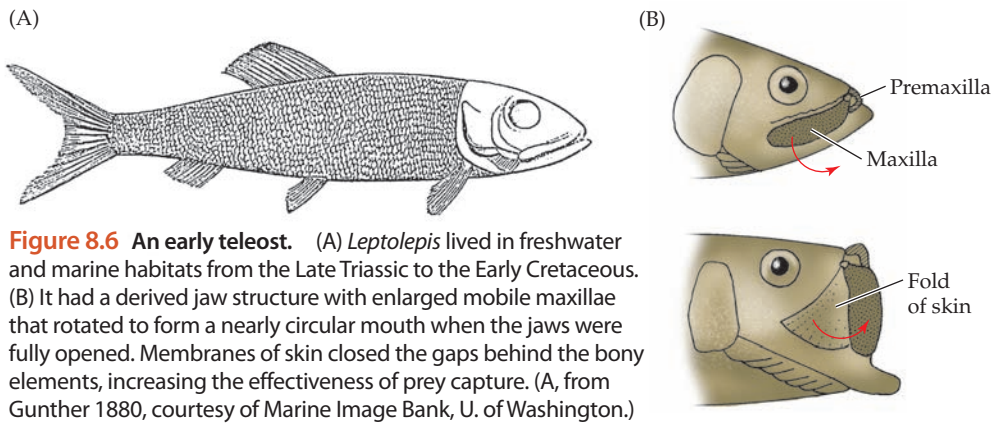 (A)
(B)
Premaxilla
Maxilla
Fold
of skin
Figure 8.6 An early teleost. (A) Leptolepis lived in freshwater
and marine habitats from the Late Triassic to the Early Cretaceous.
(B) It had a derived jaw structure with enlarged mobile maxillae
that rotated to form a nearly circular mouth when the jaws were
fully opened. Membranes of skin closed the gaps behind the bony
elements, increasing the effectiveness of prey capture. (A, from
Gunther 1880, courtesy of Marine Image Bank, U. of Washington.)